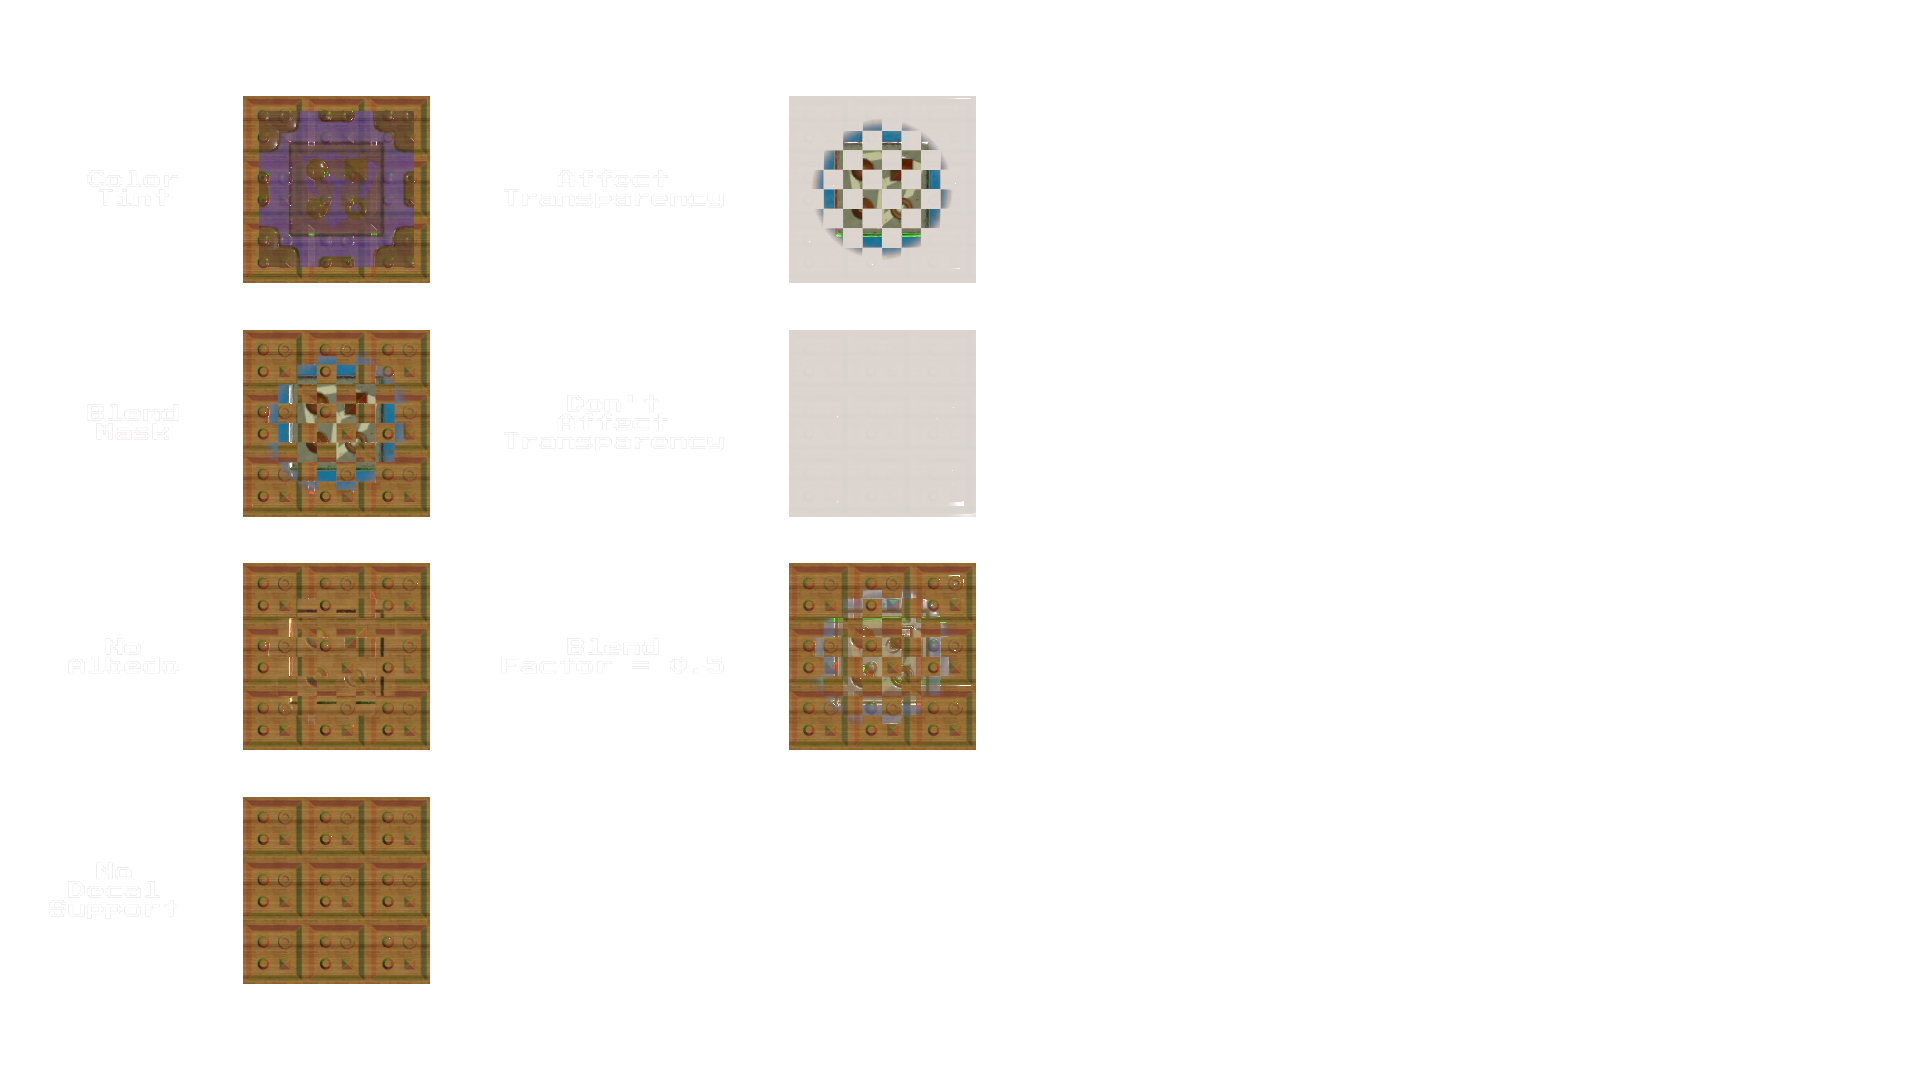 Color
Tint
Affect
Transparency
Blend
Mask
Don't
Affect
Transparency
No
Albedo
Blend
Factor = 0.5
No
Decal
Support